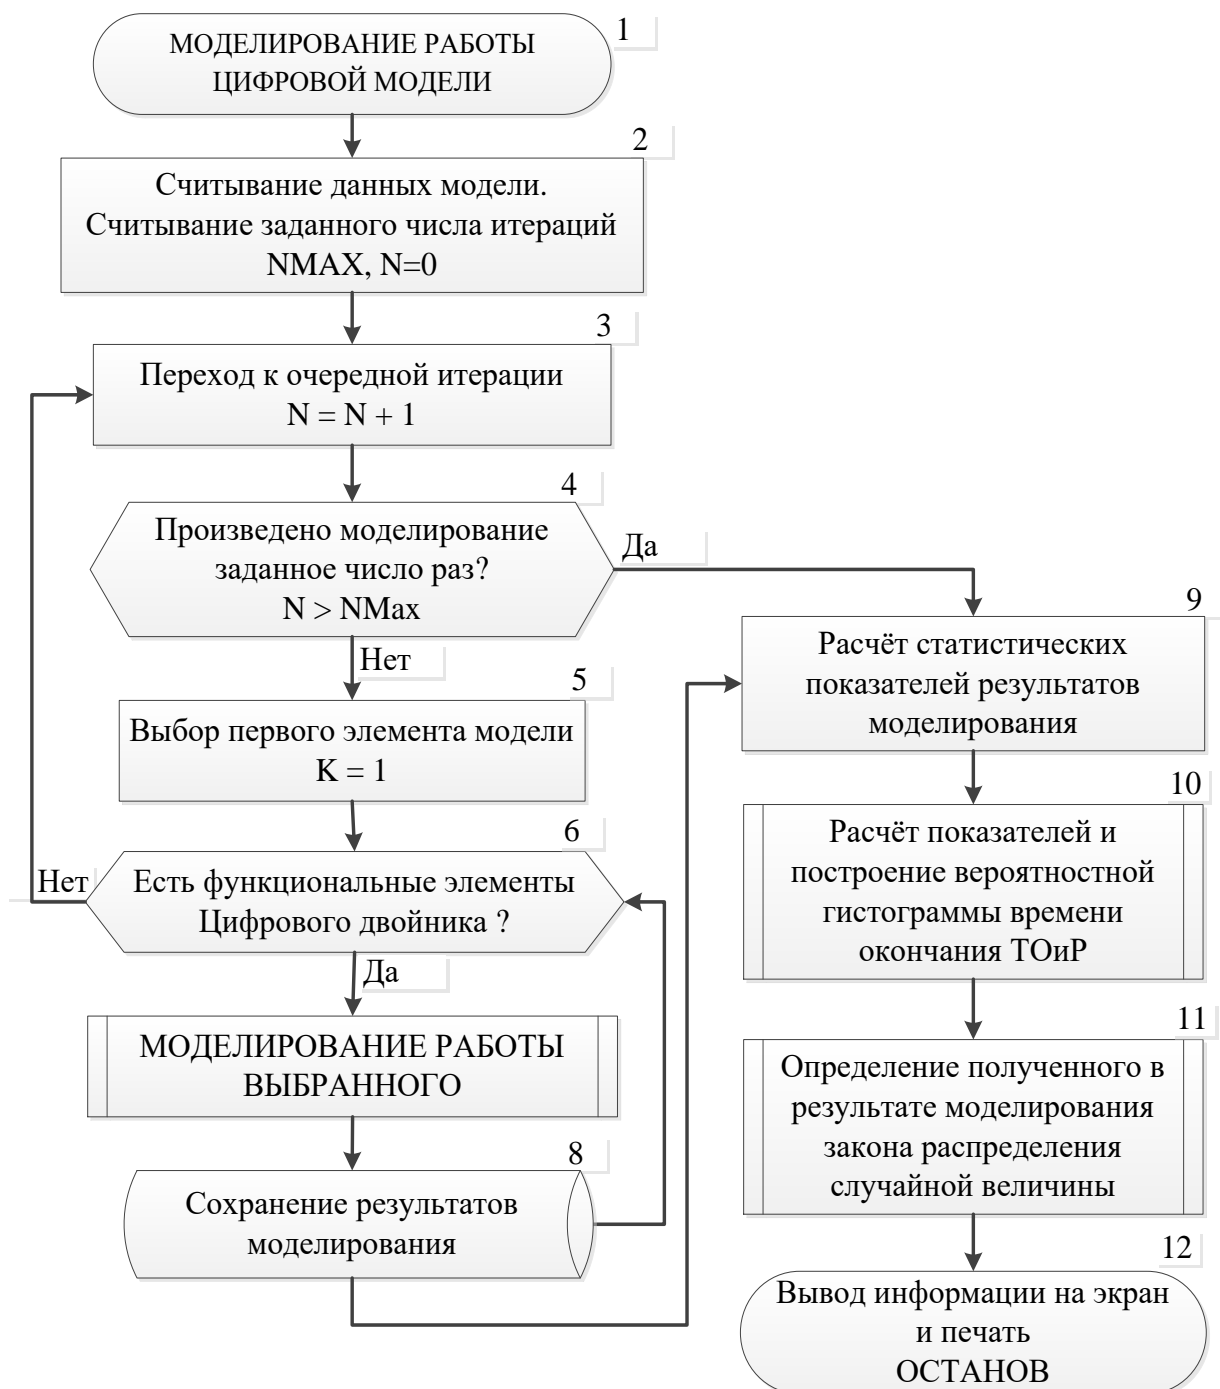 1
МОДЕЛИРОВАНИЕ РАБОТЫ
ЦИФРОВОЙ МОДЕЛИ
2
Считывание данных модели.
Считывание заданного числа итераций
NMAX, N=0
3
Переход к очередной итерации
N = N + 1
4
Произведено моделирование
заданное число раз?
N > NMax
Да
Нет
5
Выбор первого элемента модели
K = 1
6
Нет
Есть функциональные элементы
Цифрового двойника ?
Да
МОДЕЛИРОВАНИЕ РАБОТЫ
ВЫБРАННОГО
8
Сохранение результатов
моделирования
9
Расчёт статистических
показателей результатов
моделирования
10
Расчёт показателей и
построение вероятностной
гистограммы времени
окончания ТОиР
11
Определение полученного в
результате моделирования
закона распределения
случайной величины
12
Вывод информации на экран
и печать
ОСТАНОВ